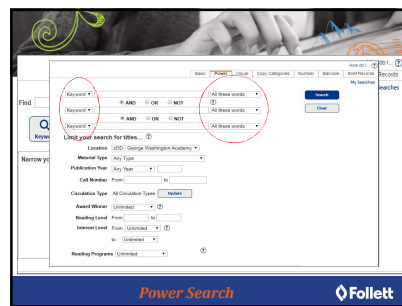 How do I... ?
do I... ?
Basic Power Visual Copy Categories Number Barcode Brief Records
Records
My Searches
earches
Keyword All these words Search
AND OR NOT ?
Find Keyword All these words Clear
AND OR NOT
Keyword All these words
Keywo
Limit your search for titles... ?
Location zDD - George Washington Academy
Narrow yo
Material Type Any Type
Publication Year Any Year ?
Call Number From to
Circulation Type All Circulation Types Update
Award Winner Unlimited ?
Reading Level From to
Interest Level From Unlimited ?
to Unlimited
Reading Programs Unlimited ?
Power Search
Follett